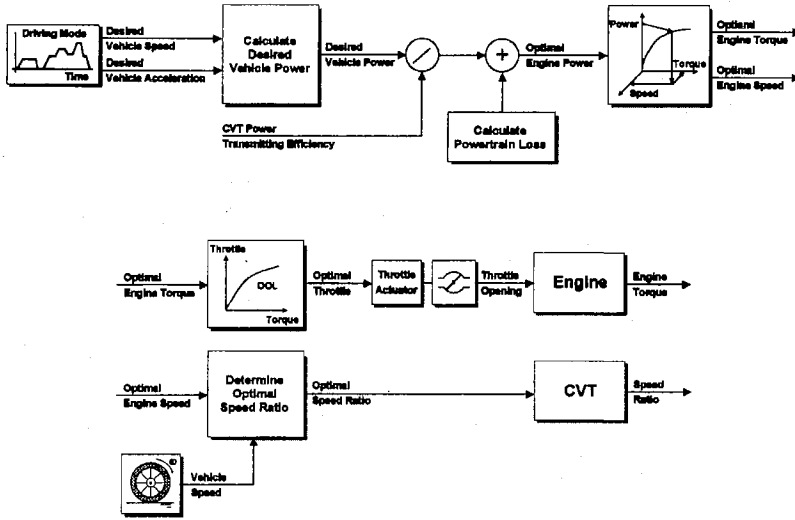 Driving Mode
Time
Desired
Vehicle Speed
Desired
Vehicle Acceleration
Calculate
Desired
Vehicle Power
Desired
Vehicle Power
CVT Power
Transmitting Efficiency
+
Calculate
Powertrain Loss
Optimal
Engine Power
Power
Torque
Speed
Optimal
Engine Torque
Optimal
Engine Speed
Optimal
Engine Torque
Throttle
OOL
Torque
Optimal
Throttle
Throttle
Actuator
Throttle
Opening
Engine
Engine
Torque
Optimal
Engine Speed
Determine
Optimal
Speed Ratio
Optimal
Speed Ratio
CVT
Speed
Ratio
Vehicle
Speed